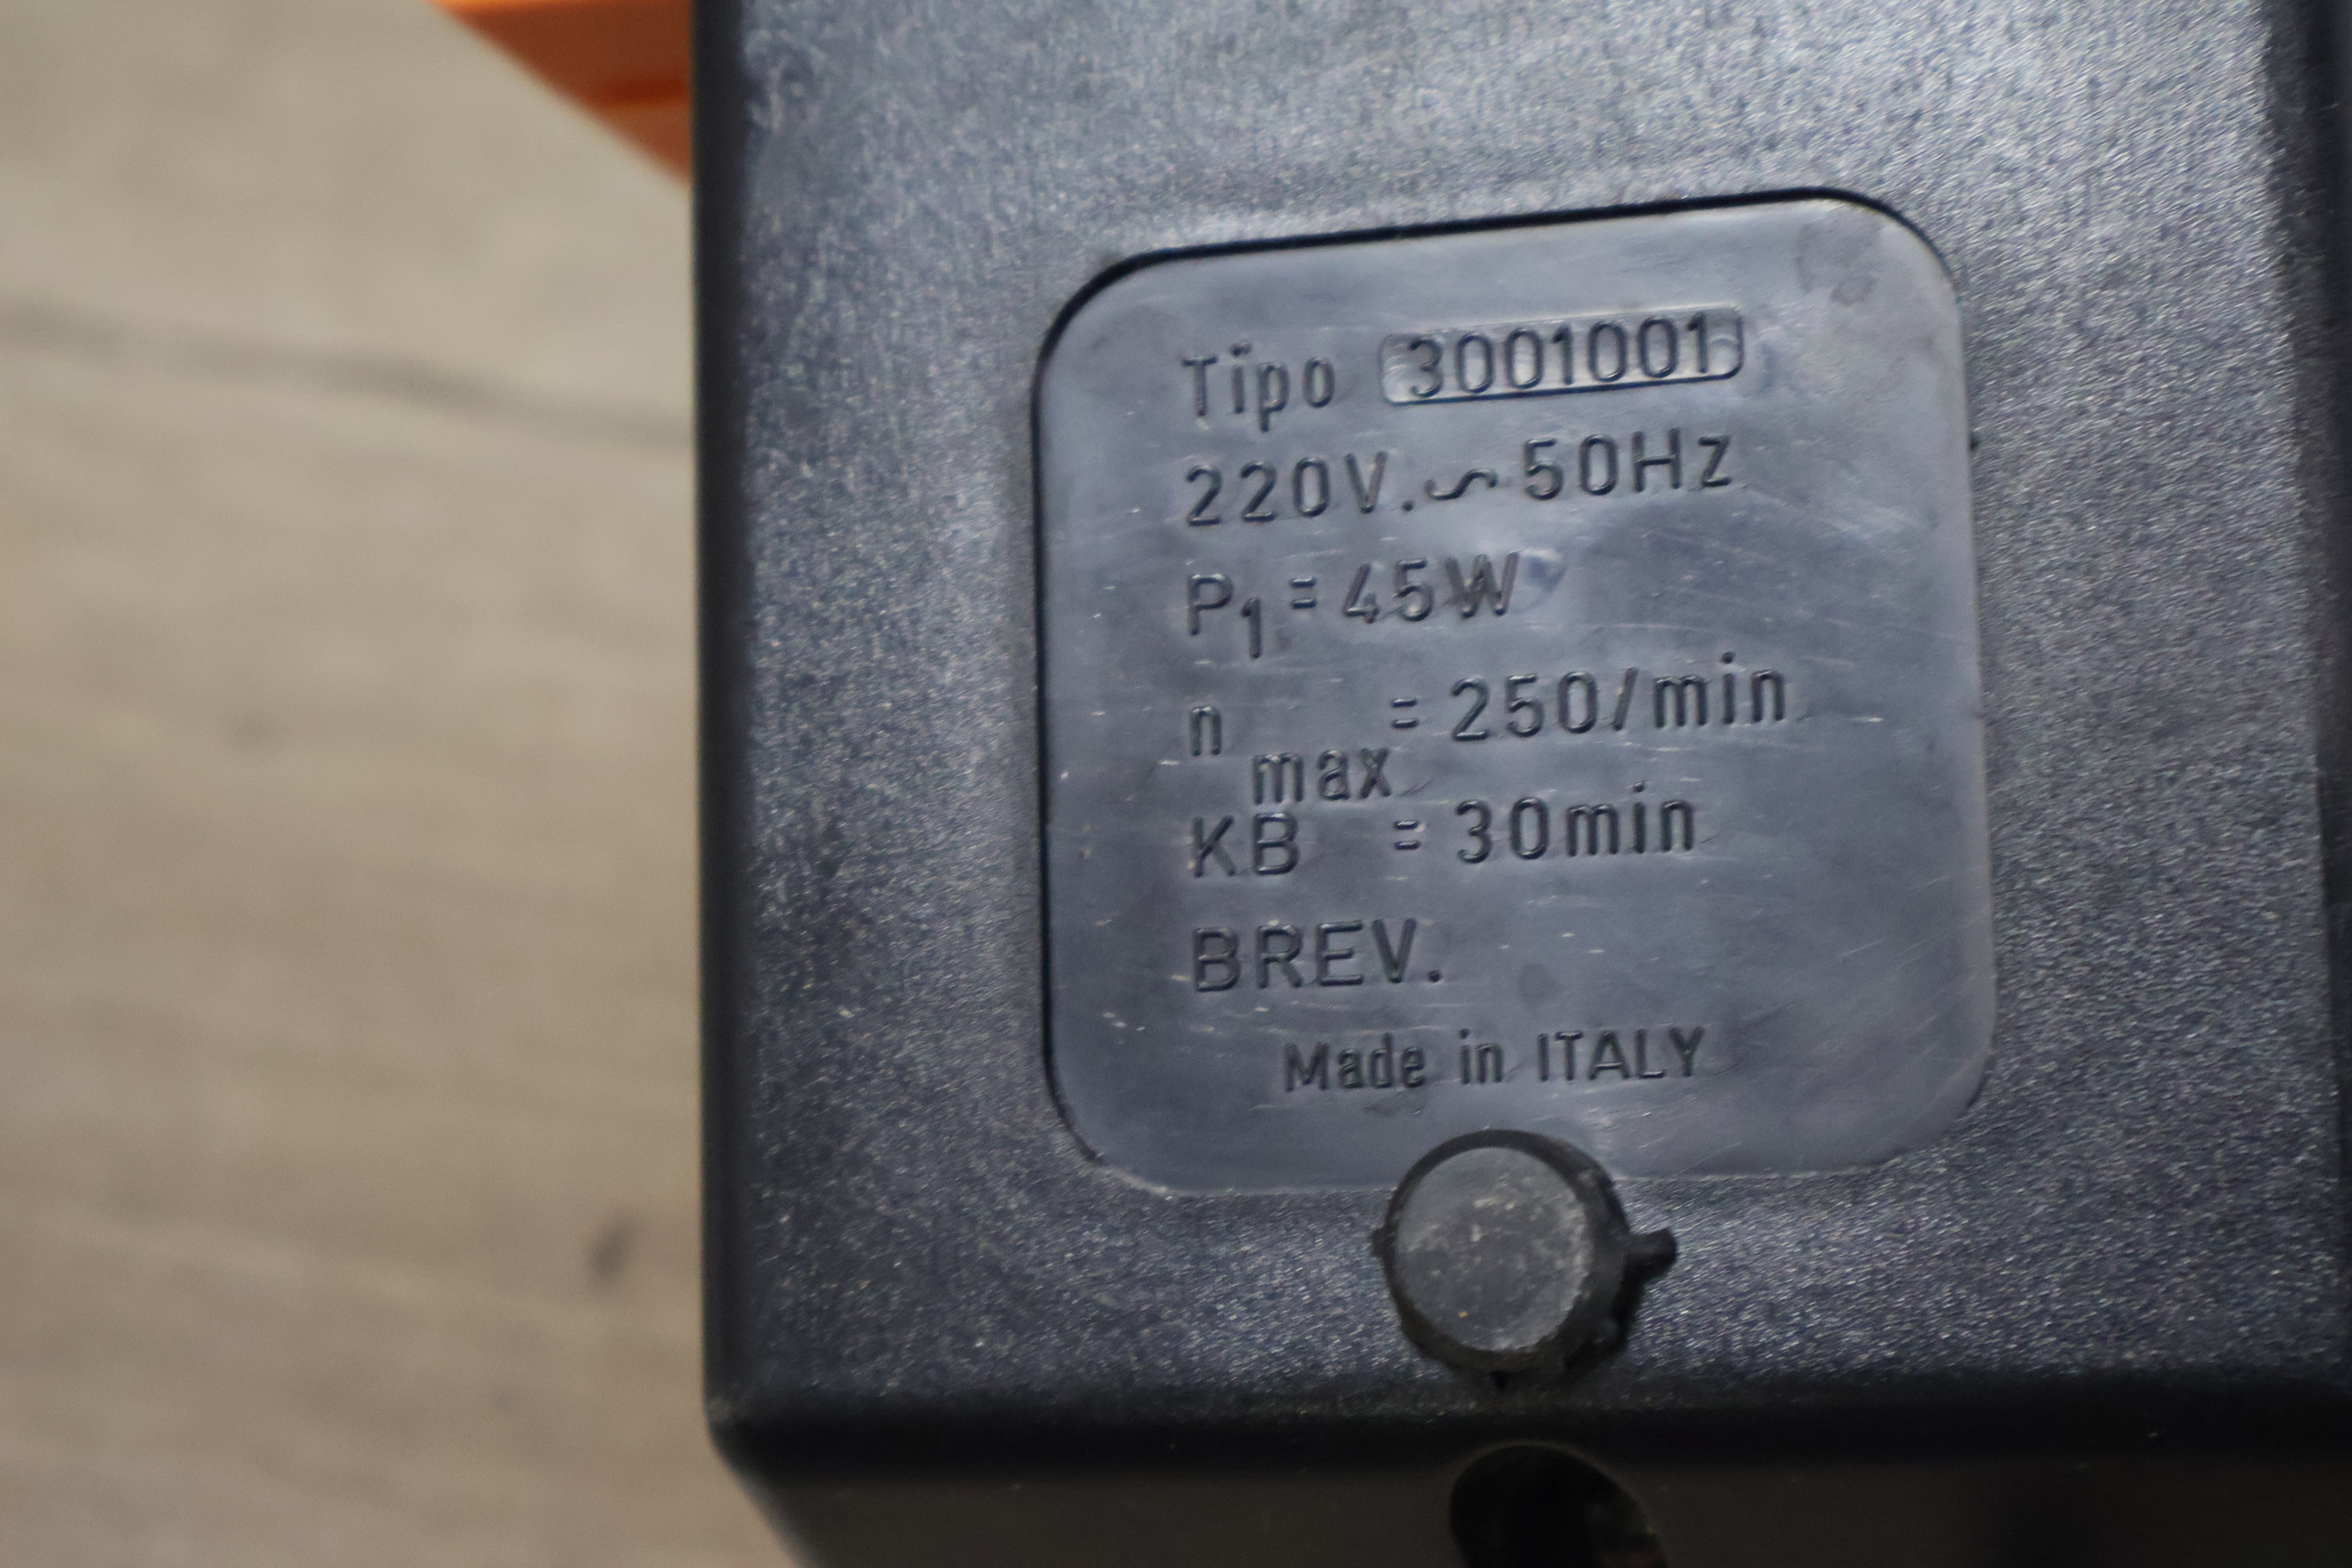 Tipo 3001001
220V.~50Hz
P1=45W
n max = 250/min
KB = 30min
BREV.
Made in ITALY